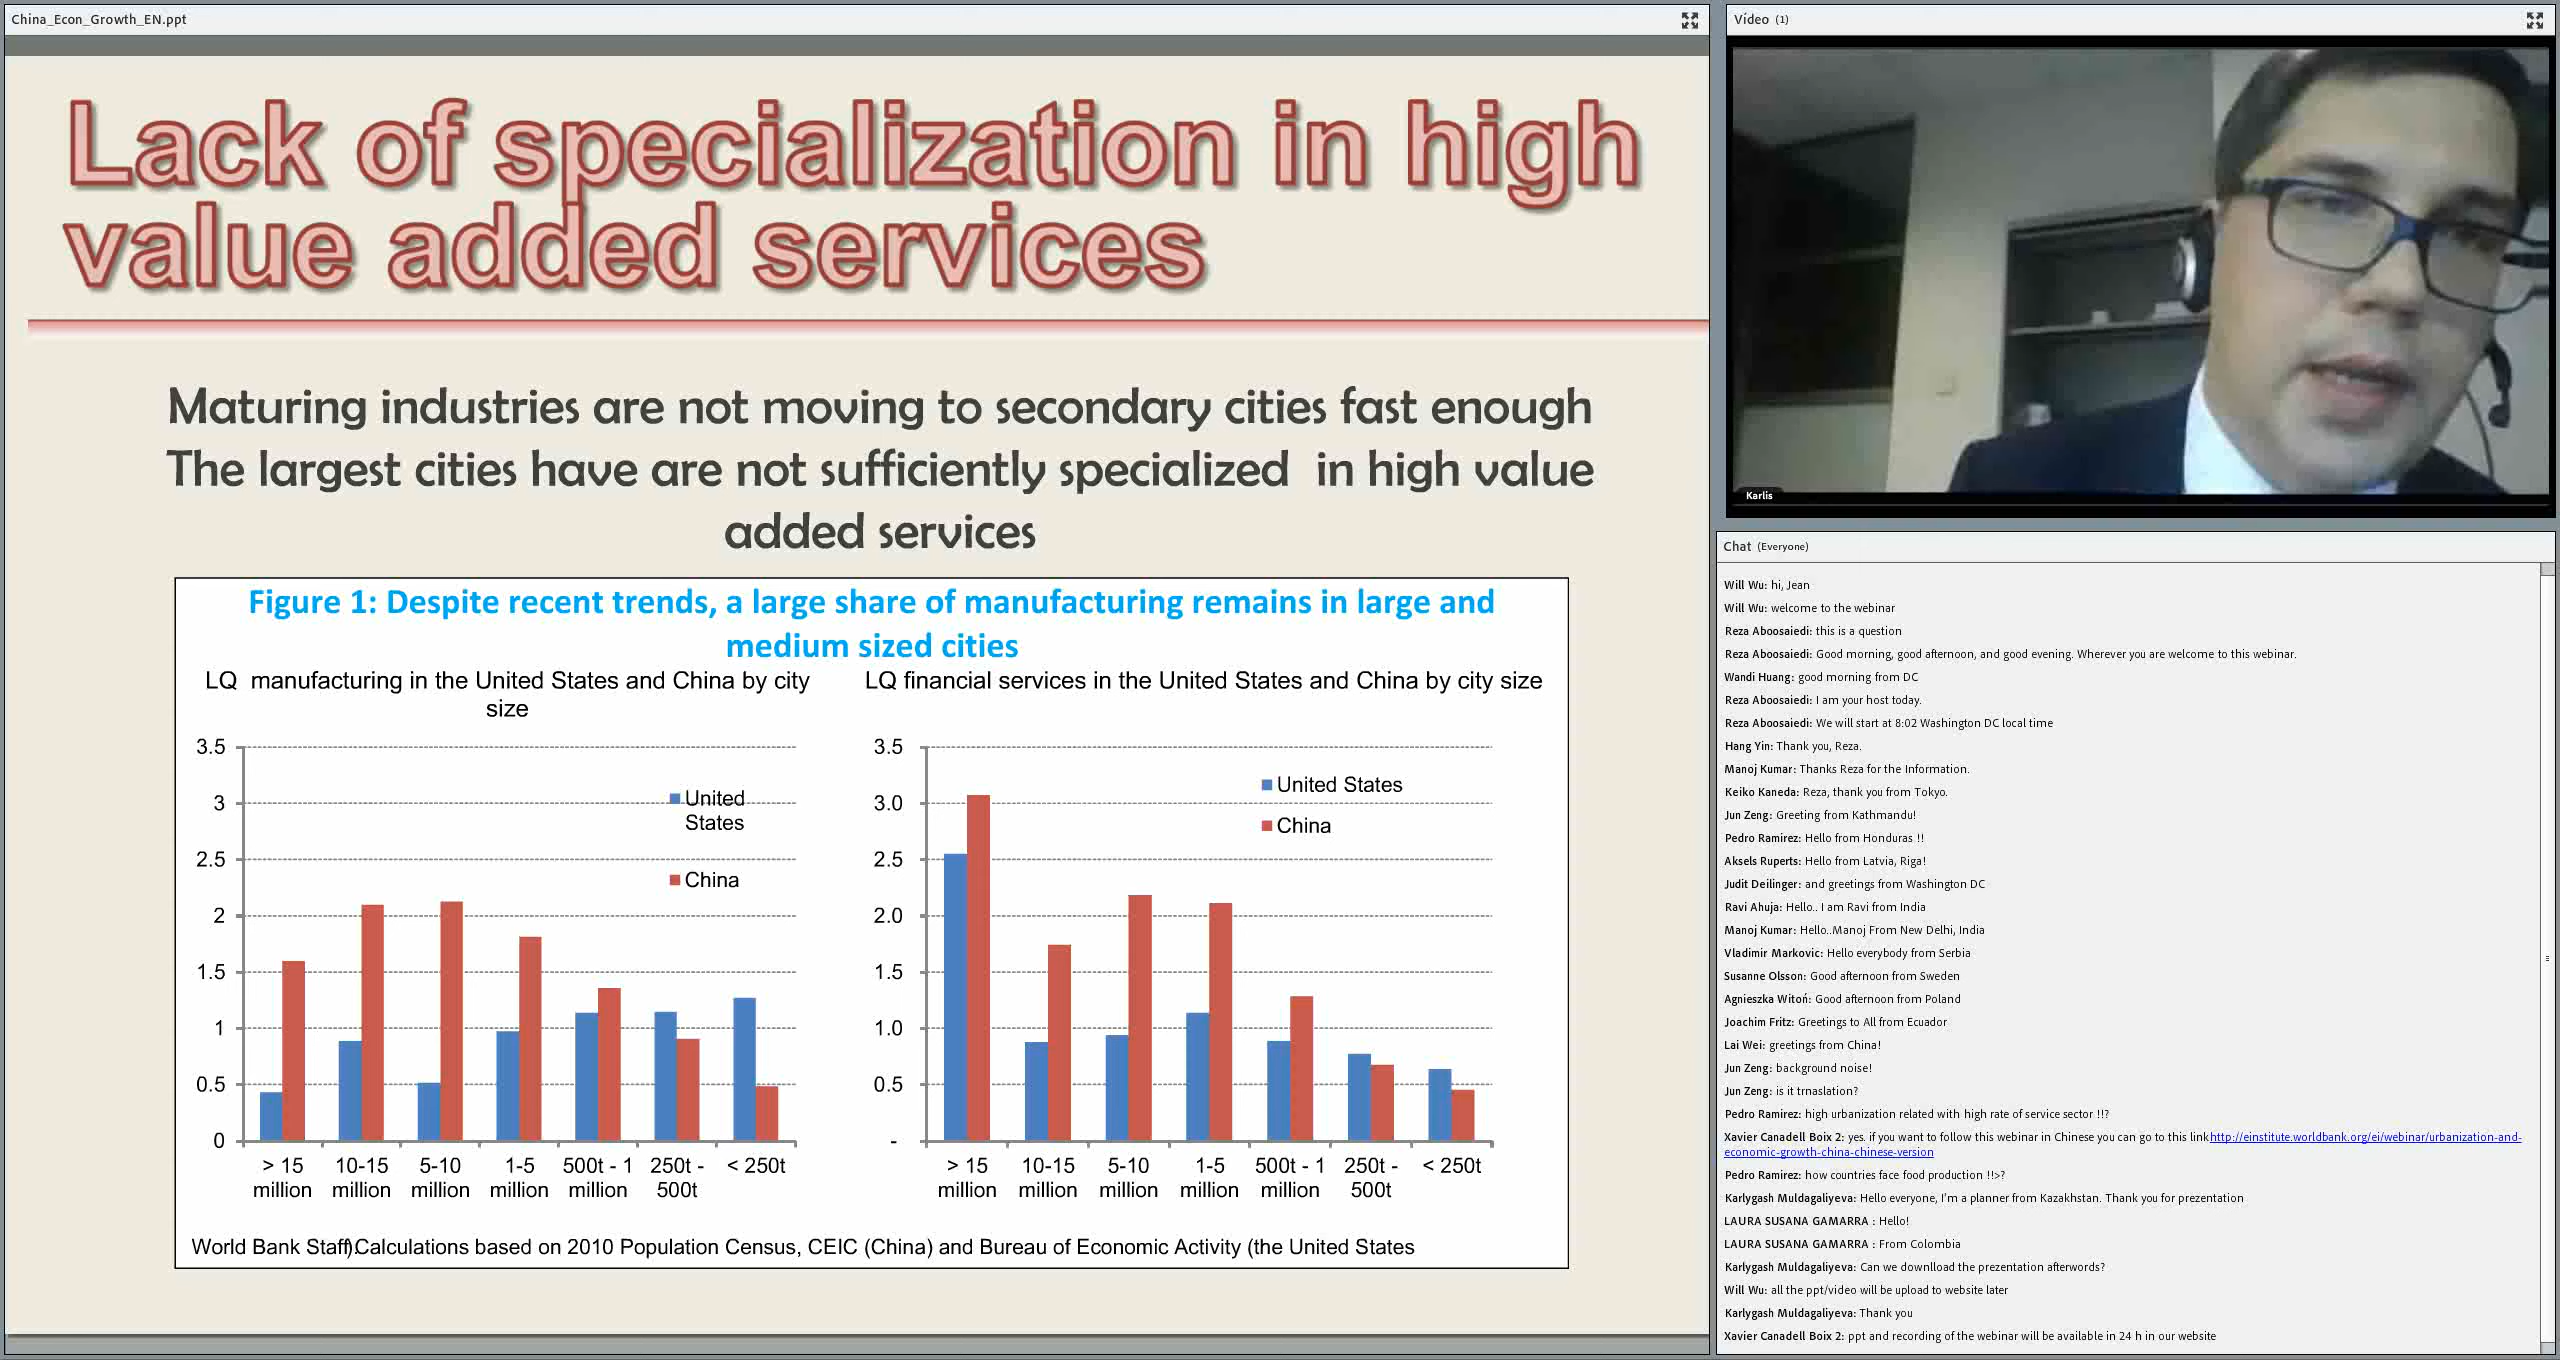 China_Econ_Growth_EN.ppt
Lack of specialization in high
value added services
Maturing industries are not moving to secondary cities fast enough
The largest cities have are not sufficiently specialized  in high value
added services
Figure 1: Despite recent trends, a large share of manufacturing remains in large and
medium sized cities
LQ  manufacturing in the United States and China by city
size
3.5
3
2.5
2
1.5
1
0.5
0
United
States
China
> 15
million
10-15
million
5-10
million
1-5
million
500t - 1
million
250t -
500t
< 250t
LQ financial services in the United States and China by city size
3.5
3.0
2.5
2.0
1.5
1.0
0.5
-
United States
China
> 15
million
10-15
million
5-10
million
1-5
million
500t - 1
million
250t -
500t
< 250t
World Bank Staff).Calculations based on 2010 Population Census, CEIC (China) and Bureau of Economic Activity (the United States
Vídeo (1)
Karlis
Chat (Everyone)
Will Wu: hi, Jean
Will Wu: welcome to the webinar
Reza Aboosaiedi: this is a question
Reza Aboosaiedi: Good morning, good afternoon, and good evening. Wherever you are welcome to this webinar.
Wandi Huang: good morning from DC
Reza Aboosaiedi: I am your host today.
Reza Aboosaiedi: We will start at 8:02 Washington DC local time
Hang Yin: Thank you, Reza.
Manoj Kumar: Thanks Reza for the Information.
Keiko Kaneda: Reza, thank you from Tokyo.
Jun Zeng: Greeting from Kathmandu!
Pedro Ramirez: Hello from Honduras !!
Aksels Ruperts: Hello from Latvia, Riga!
Judit Deilinger: and greetings from Washington DC
Ravi Ahuja: Hello.. I am Ravi from India
Manoj Kumar: Hello..Manoj From New Delhi, India
Vladimir Markovic: Hello everybody from Serbia
Susanne Olsson: Good afternoon from Sweden
Agnieszka Witoń: Good afternoon from Poland
Joachim Fritz: Greetings to All from Ecuador
Lai Wei: greetings from China!
Jun Zeng: background noise!
Jun Zeng: is it trnaslation?
Pedro Ramirez: high urbanization related with high rate of service sector !!?
Xavier Canadell Boix 2: yes. if you want to follow this webinar in Chinese you can go to this link http://einstitute.worldbank.org/ei/webinar/urbanization-and-
economic-growth-china-chinese-version
Pedro Ramirez: how countries face food production !!>?
Karlygash Muldagaliyeva: Hello everyone, I'm a planner from Kazakhstan. Thank you for prezentation
LAURA SUSANA GAMARRA : Hello!
LAURA SUSANA GAMARRA : From Colombia
Karlygash Muldagaliyeva: Can we downlload the prezentation afterwords?
Will Wu: all the ppt/video will be upload to website later
Karlygash Muldagaliyeva: Thank you
Xavier Canadell Boix 2: ppt and recording of the webinar will be available in 24 h in our website